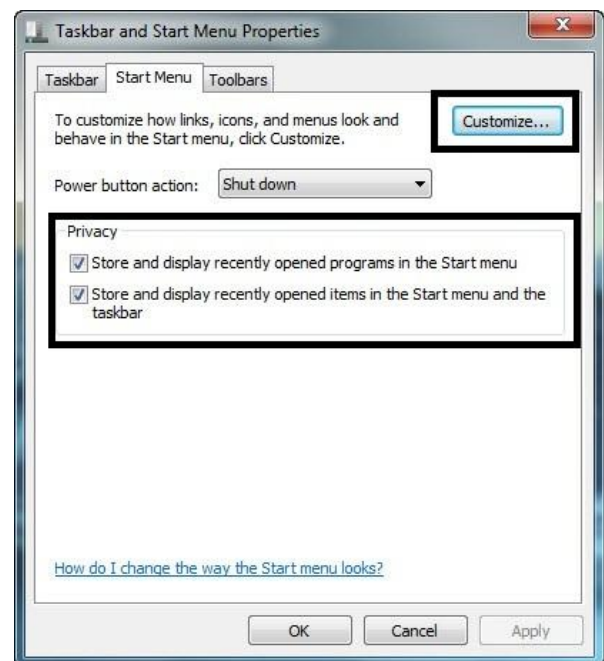 Taskbar and Start Menu Properties
Taskbar Start Menu Toolbars
To customize how links, icons, and menus look and
behave in the Start menu, click Customize.
Customize...
Power button action: Shut down
Privacy
Store and display recently opened programs in the Start menu
Store and display recently opened items in the Start menu and the
taskbar
How do I change the way the Start menu looks?
OK Cancel Apply